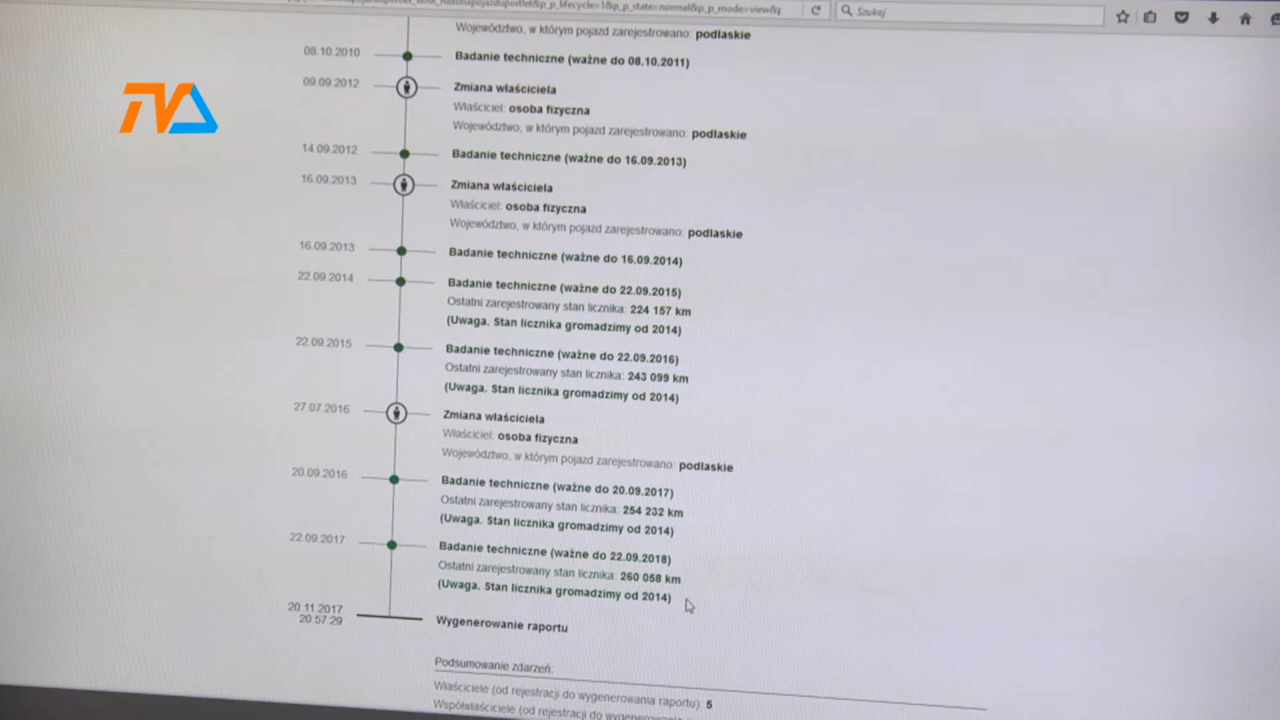 Szukaj
Województwo, w którym pojazd zarejestrowano: podlaskie
08.10.2010 Badanie techniczne (ważne do 08.10.2011)
TVA
09.09.2012 Zmiana właściciela
Właściciel: osoba fizyczna
Województwo, w którym pojazd zarejestrowano: podlaskie
14.09.2012 Badanie techniczne (ważne do 16.09.2013)
16.09.2013 Zmiana właściciela
Właściciel: osoba fizyczna
Województwo, w którym pojazd zarejestrowano: podlaskie
16.09.2013 Badanie techniczne (ważne do 16.09.2014)
22.09.2014 Badanie techniczne (ważne do 22.09.2015)
Ostatni zarejestrowany stan licznika: 224 157 km
(Uwaga. Stan licznika gromadzimy od 2014)
22.09.2015 Badanie techniczne (ważne do 22.09.2016)
Ostatni zarejestrowany stan licznika: 243 099 km
(Uwaga. Stan licznika gromadzimy od 2014)
27.07.2016 Zmiana właściciela
Właściciel: osoba fizyczna
Województwo, w którym pojazd zarejestrowano: podlaskie
20.09.2016 Badanie techniczne (ważne do 20.09.2017)
Ostatni zarejestrowany stan licznika: 254 232 km
(Uwaga. Stan licznika gromadzimy od 2014)
22.09.2017 Badanie techniczne (ważne do 22.09.2018)
Ostatni zarejestrowany stan licznika: 260 058 km
(Uwaga. Stan licznika gromadzimy od 2014)
20.11.2017
20:57:29 Wygenerowanie raportu
Podsumowanie zdarzeń:
Właściciele (od rejestracji do wygenerowania raportu): 5
Współwłaściciele (od rejestracji do